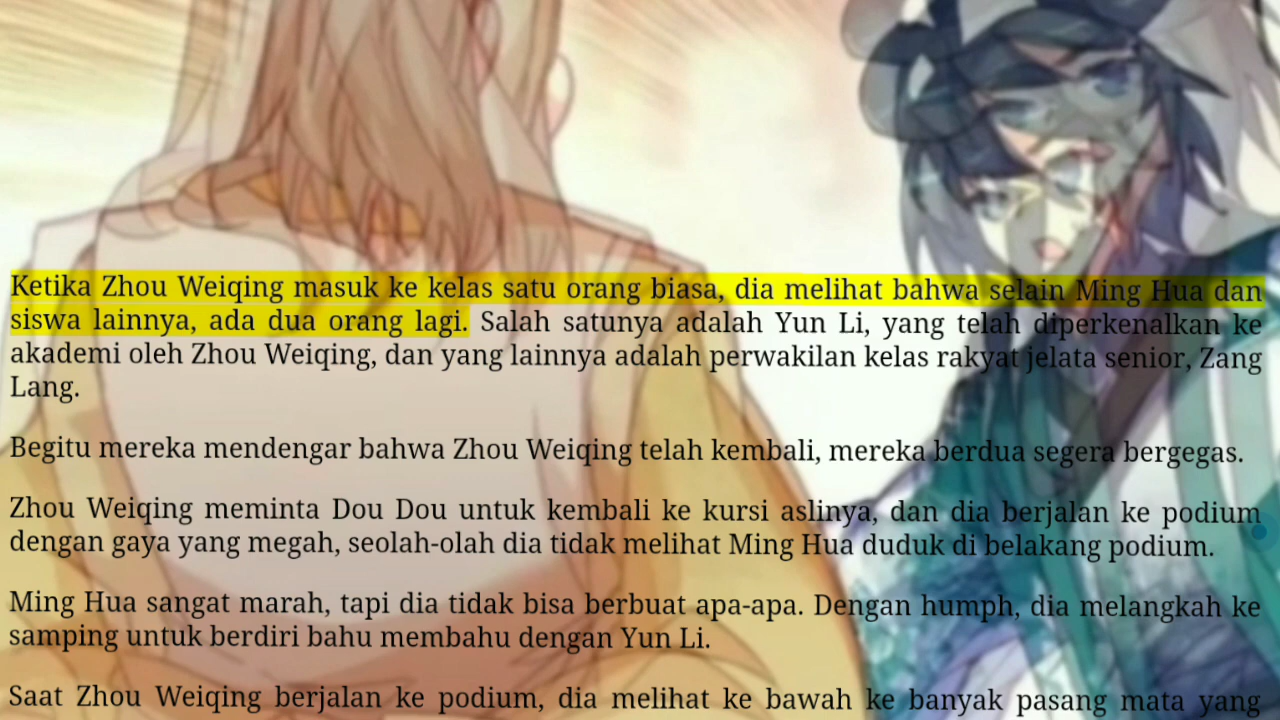 Ketika Zhou Weiqing masuk ke kelas satu orang biasa, dia melihat bahwa selain Ming Hua dan
siswa lainnya, ada dua orang lagi. Salah satunya adalah Yun Li, yang telah diperkenalkan ke
akademi oleh Zhou Weiqing, dan yang lainnya adalah perwakilan kelas rakyat jelata senior, Zang
Lang.
Begitu mereka mendengar bahwa Zhou Weiqing telah kembali, mereka berdua segera bergegas.
Zhou Weiqing meminta Dou Dou untuk kembali ke kursi aslinya, dan dia berjalan ke podium
dengan gaya yang megah, seolah-olah dia tidak melihat Ming Hua duduk di belakang podium.
Ming Hua sangat marah, tapi dia tidak bisa berbuat apa-apa. Dengan humph, dia melangkah ke
samping untuk berdiri bahu membahu dengan Yun Li.
Saat Zhou Weiqing berjalan ke podium, dia melihat ke bawah ke banyak pasang mata yang